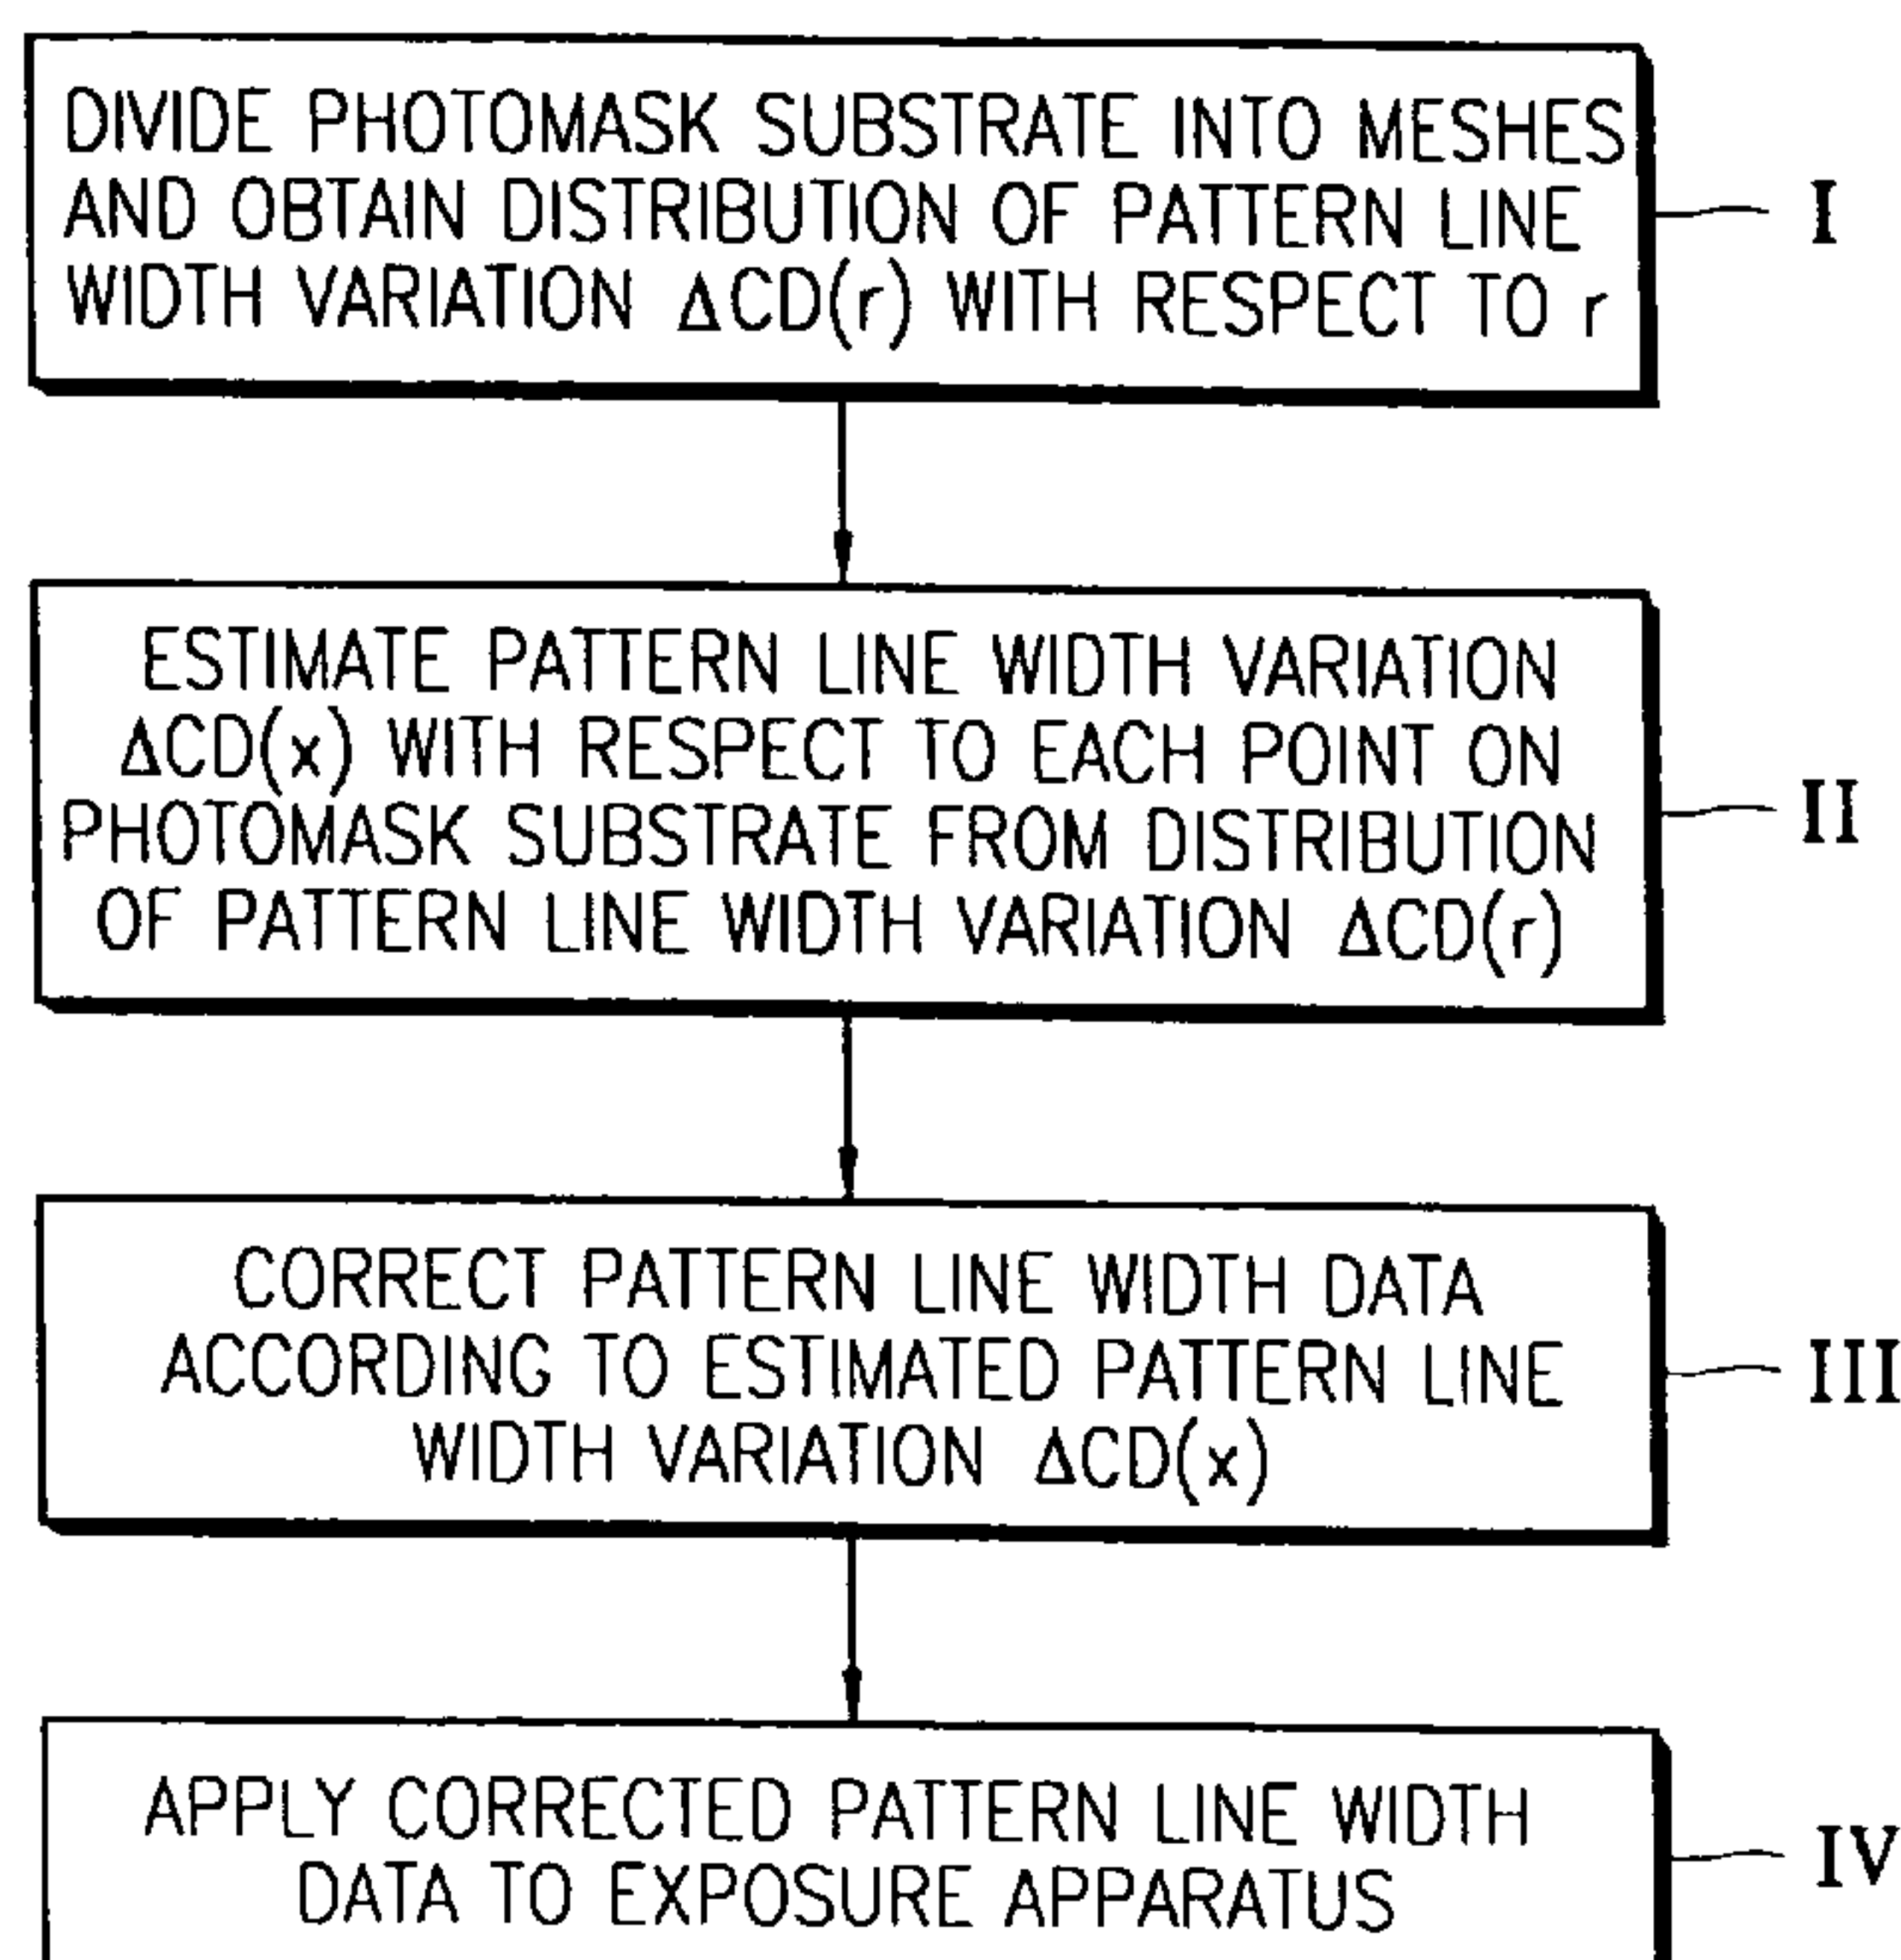 DIVIDE PHOTOMASK SUBSTRATE INTO MESHES
AND OBTAIN DISTRIBUTION OF PATTERN LINE
WIDTH VARIATION ΔCD(r) WITH RESPECT TO r
I
ESTIMATE PATTERN LINE WIDTH VARIATION
ΔCD(x) WITH RESPECT TO EACH POINT ON
PHOTOMASK SUBSTRATE FROM DISTRIBUTION
OF PATTERN LINE WIDTH VARIATION ΔCD(r)
II
CORRECT PATTERN LINE WIDTH DATA
ACCORDING TO ESTIMATED PATTERN LINE
WIDTH VARIATION ΔCD(x)
III
APPLY CORRECTED PATTERN LINE WIDTH
DATA TO EXPOSURE APPARATUS
IV